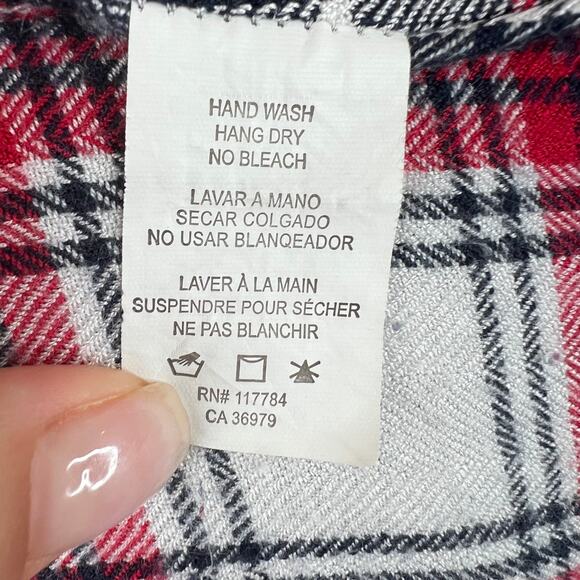 HAND WASH
HANG DRY
NO BLEACH
LAVAR A MANO
SECAR COLGADO
NO USAR BLANQEADOR
LAVER À LA MAIN
SUSPENDRE POUR SÉCHER
NE PAS BLANCHIR
RN# 117784
CA 36979